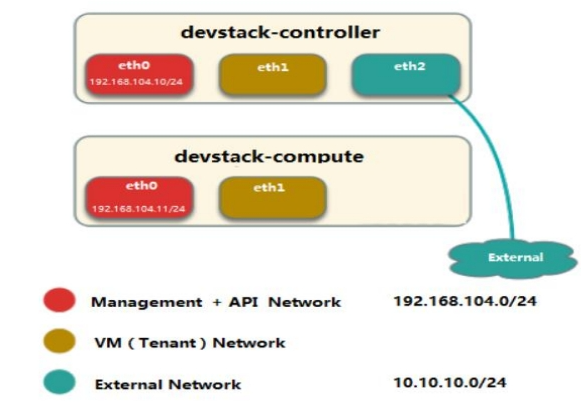 devstack-controller
eth0 eth1 eth2
192.168.104.10/24
devstack-compute
eth0 eth1
192.168.104.11/24
External
Management + API Network 192.168.104.0/24
VM ( Tenant ) Network
External Network 10.10.10.0/24